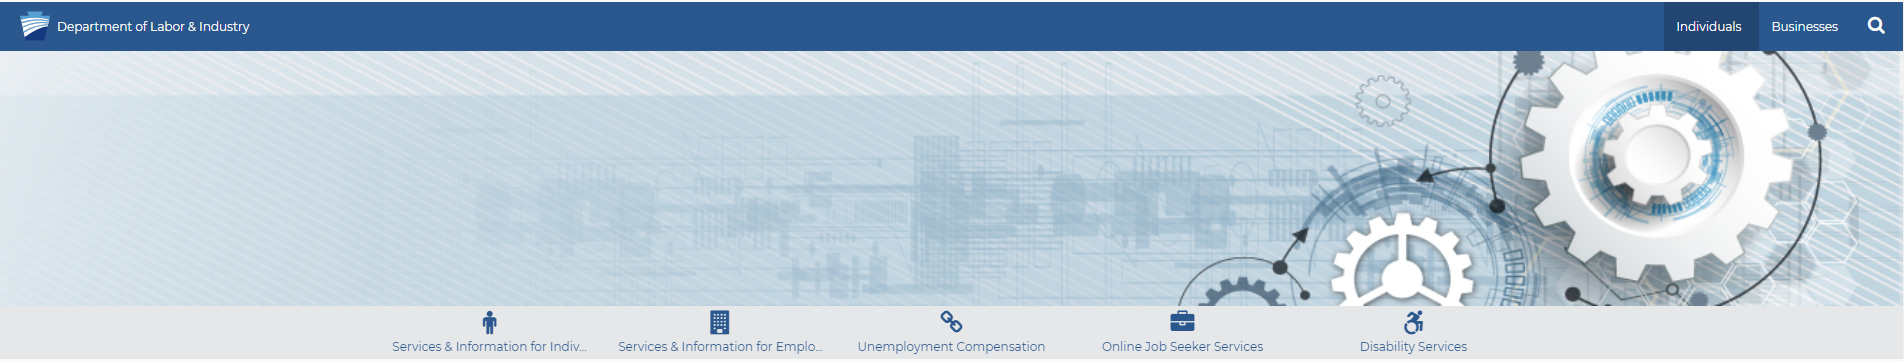 Department of Labor & Industry
Individuals
Businesses
Services & Information for Indiv...
Services & Information for Emplo...
Unemployment Compensation
Online Job Seeker Services
Disability Services